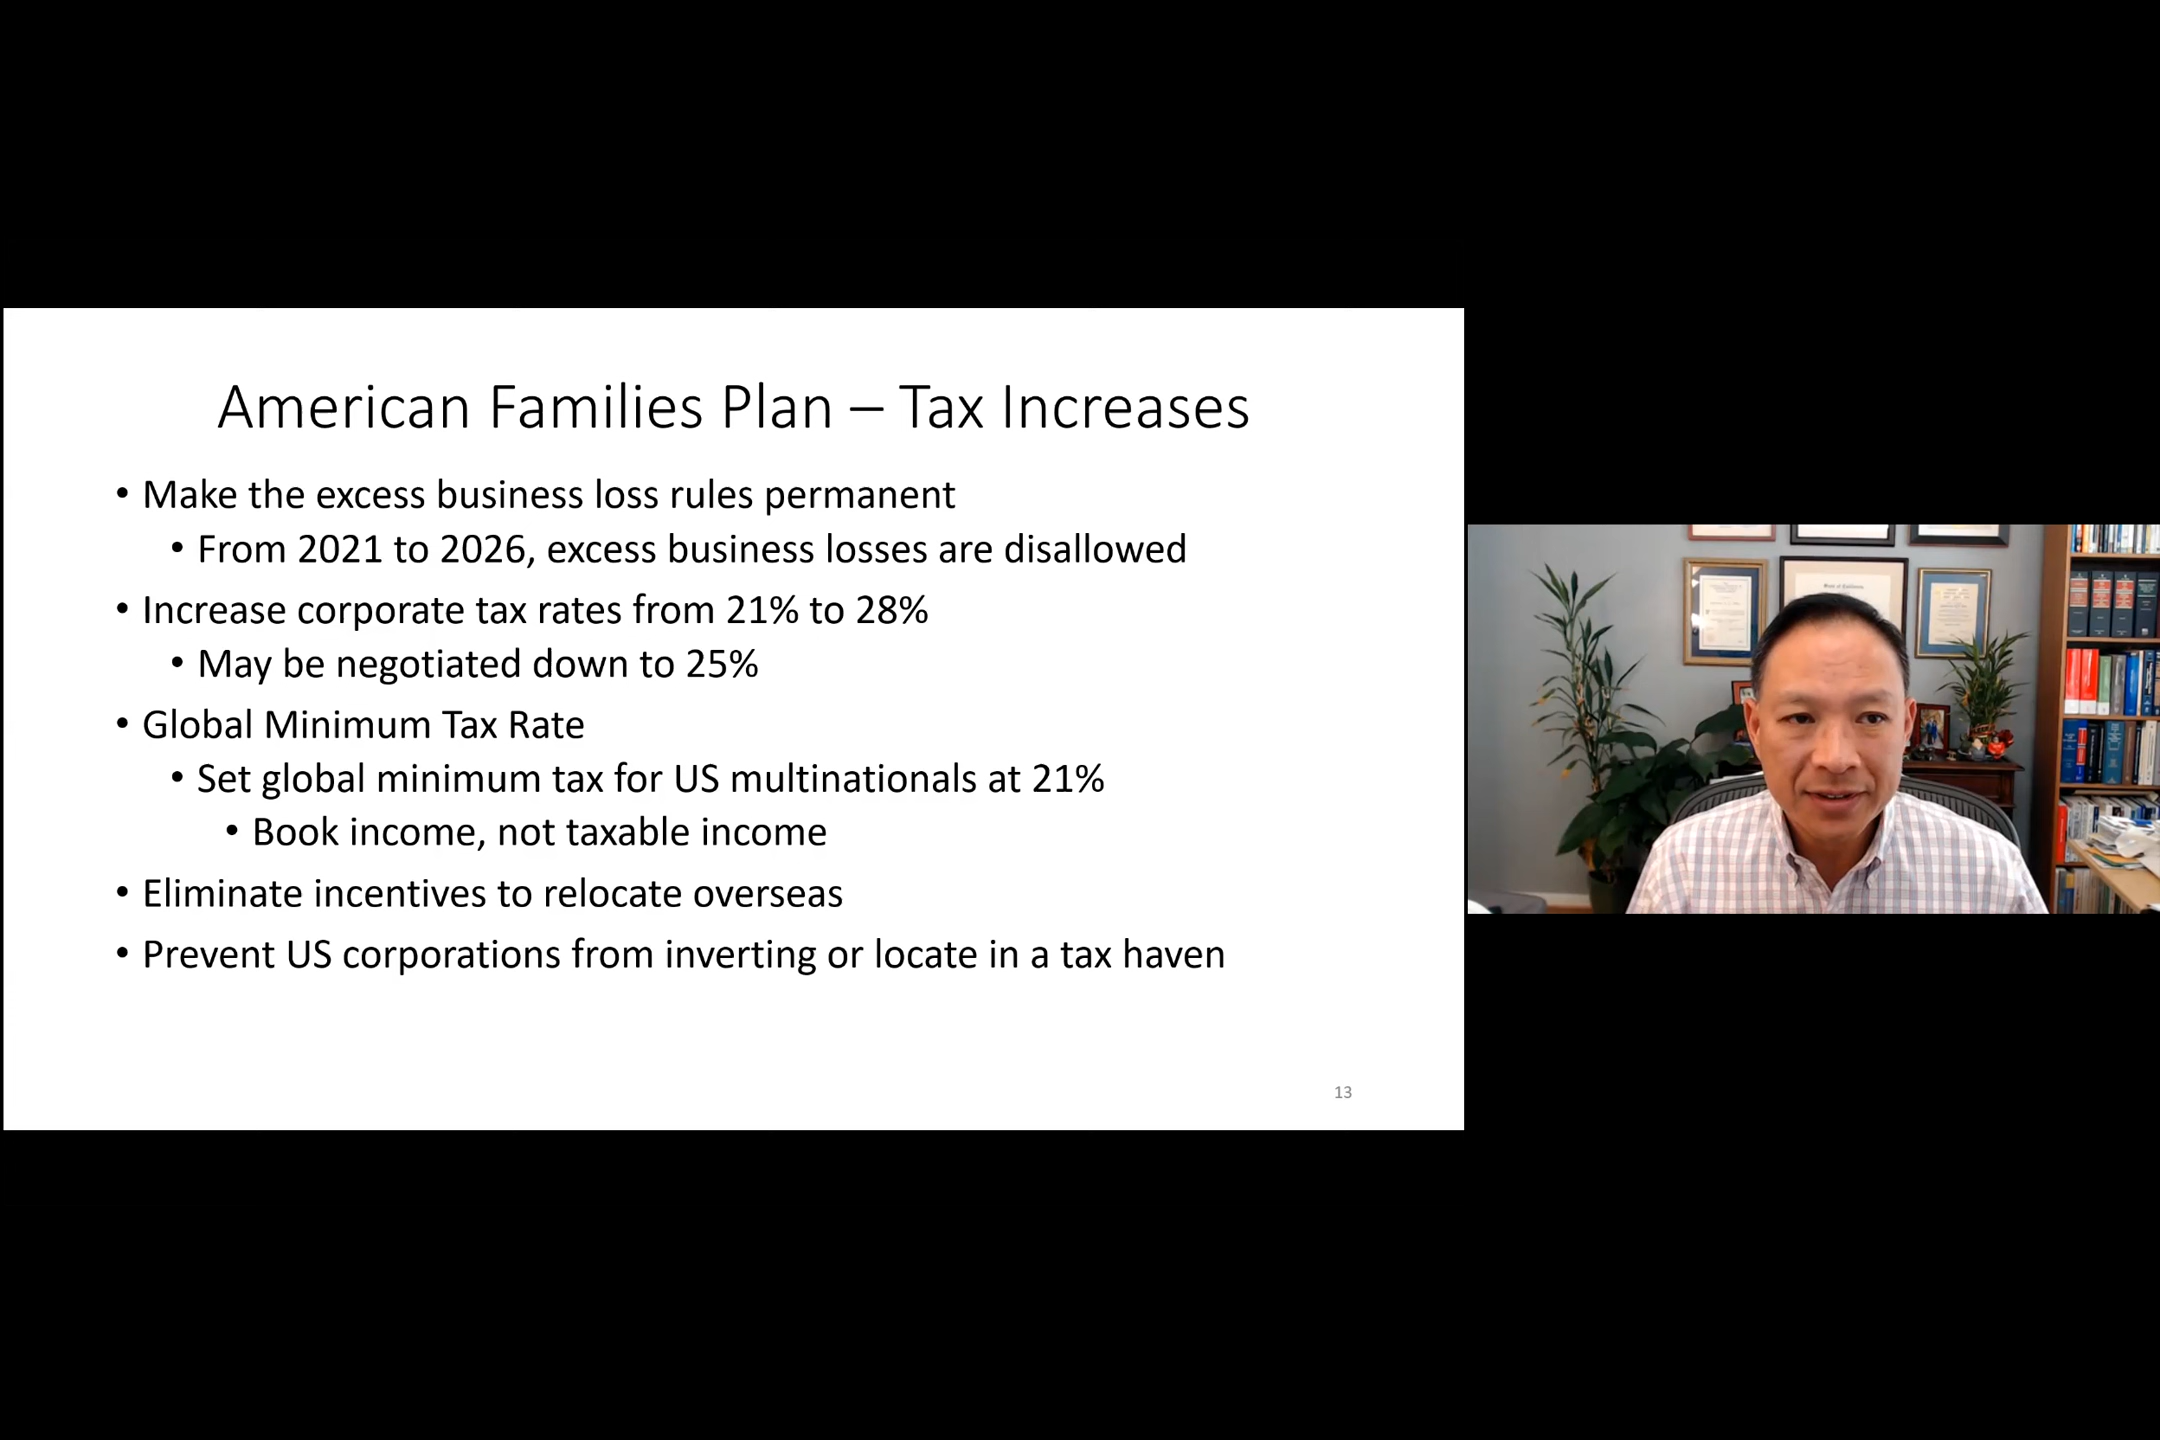 American Families Plan – Tax Increases
• Make the excess business loss rules permanent
• From 2021 to 2026, excess business losses are disallowed
• Increase corporate tax rates from 21% to 28%
• May be negotiated down to 25%
• Global Minimum Tax Rate
• Set global minimum tax for US multinationals at 21%
• Book income, not taxable income
• Eliminate incentives to relocate overseas
• Prevent US corporations from inverting or locate in a tax haven
13